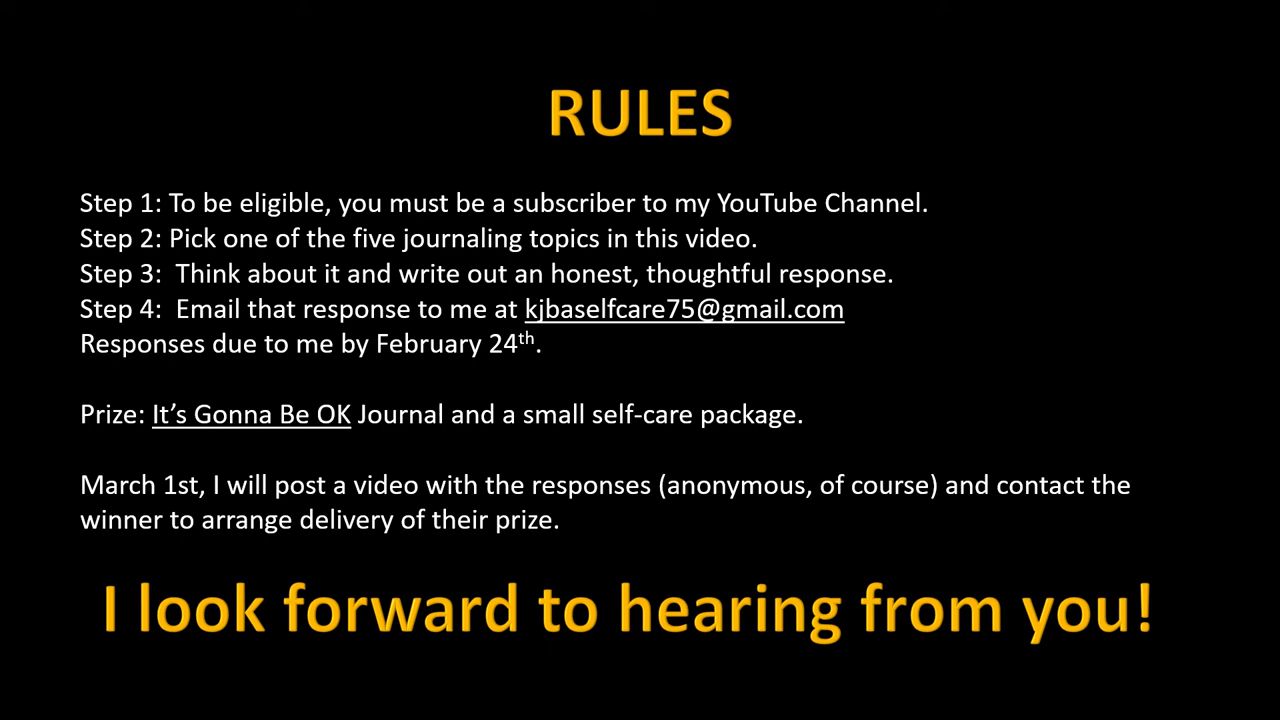 RULES
Step 1: To be eligible, you must be a subscriber to my YouTube Channel.
Step 2: Pick one of the five journaling topics in this video.
Step 3:  Think about it and write out an honest, thoughtful response.
Step 4:  Email that response to me at kjbaselfcare75@gmail.com
Responses due to me by February 24th.
Prize: It's Gonna Be OK Journal and a small self-care package.
March 1st, I will post a video with the responses (anonymous, of course) and contact the
winner to arrange delivery of their prize.
I look forward to hearing from you!